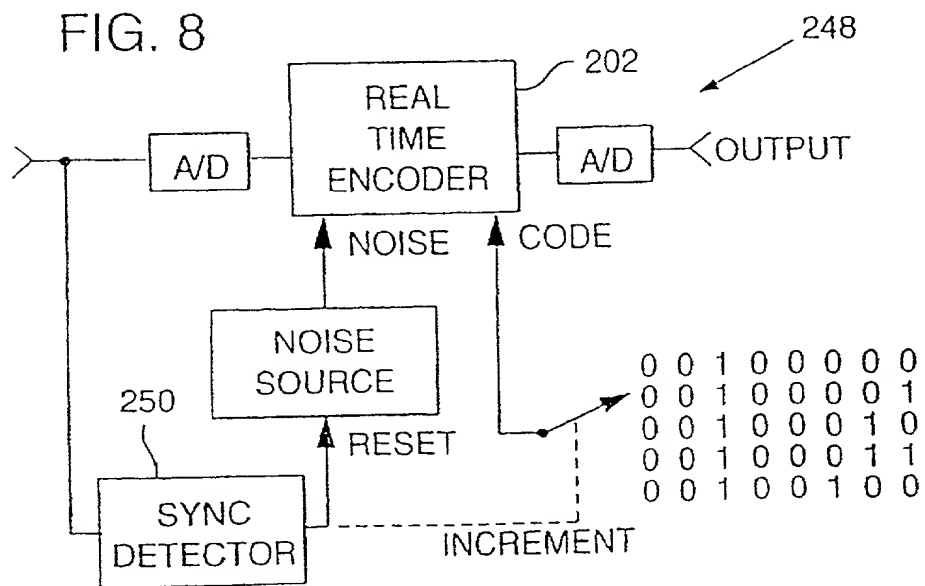 FIG. 8
248
202
REAL
TIME
ENCODER
A/D
A/D
OUTPUT
NOISE
CODE
NOISE
SOURCE
250
RESET
0 0 1 0 0 0 0 0
0 0 1 0 0 0 0 1
0 0 1 0 0 0 1 0
0 0 1 0 0 0 1 1
0 0 1 0 0 1 0 0
SYNC
DETECTOR
INCREMENT